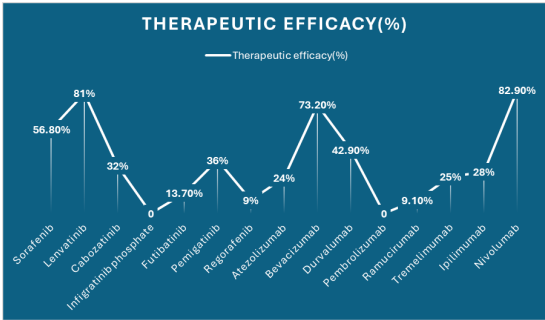 THERAPEUTIC EFFICACY(%)
Therapeutic efficacy(%)
56.80%
81%
32%
0
13.70%
36%
9%
24%
73.20%
42.90%
0
9.10%
25%
28%
82.90%
Sorafenib
Lenvatinib
Cabozatinib
Infigratinib phosphate
Futibatinib
Pemigatinib
Regorafenib
Atezolizumab
Bevacizumab
Durvalumab
Pembrolizumab
Ramucirumab
Tremelimumab
Ipilimumab
Nivolumab